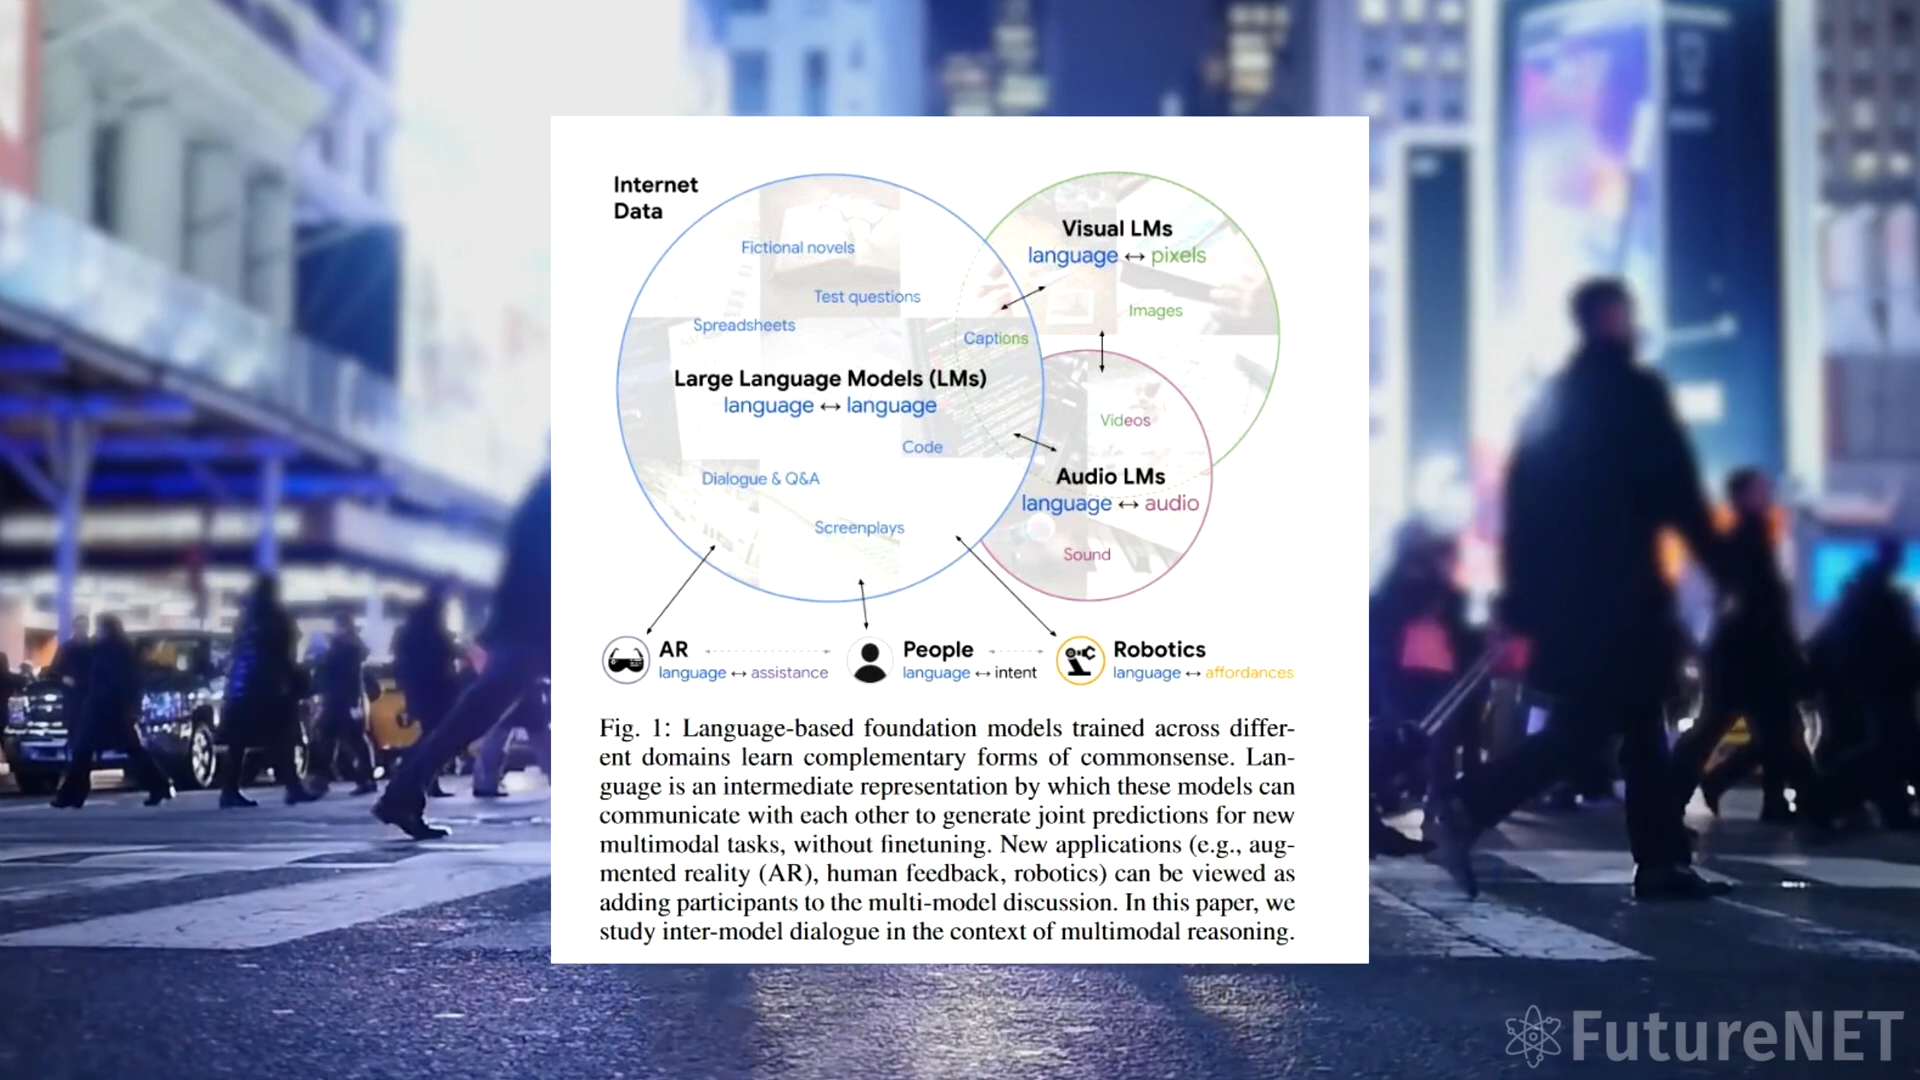 Internet
Data
Fictional novels
Test questions
Spreadsheets
Large Language Models (LMs)
language ↔ language
Code
Dialogue & Q&A
Screenplays
Captions
Visual LMs
language ↔ pixels
Images
Videos
Audio LMs
language ↔ audio
Sound
AR
language ↔ assistance
People
language ↔ intent
Robotics
language ↔ affordances
Fig. 1: Language-based foundation models trained across differ-
ent domains learn complementary forms of commonsense. Lan-
guage is an intermediate representation by which these models can
communicate with each other to generate joint predictions for new
multimodal tasks, without finetuning. New applications (e.g., aug-
mented reality (AR), human feedback, robotics) can be viewed as
adding participants to the multi-model discussion. In this paper, we
study inter-model dialogue in the context of multimodal reasoning.
FutureNET